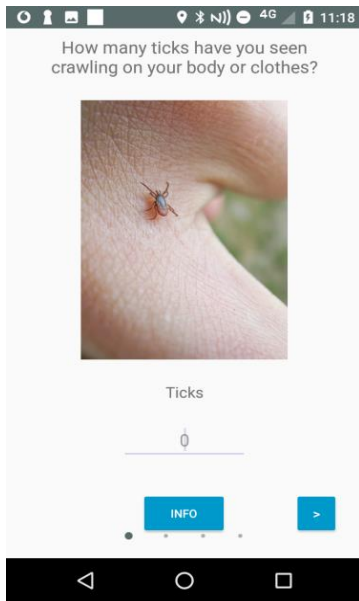 4G 11:18
How many ticks have you seen
crawling on your body or clothes?
Ticks
0
INFO
>